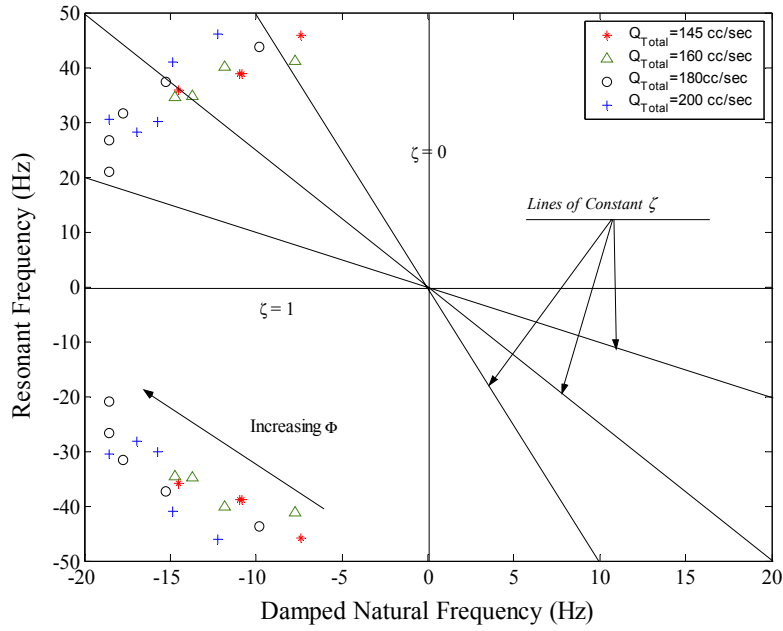 50
40
30
20
10
0
-10
-20
-30
-40
-50
Resonant Frequency (Hz)
-20 -15 -10 -5 0 5 10 15 20
Damped Natural Frequency (Hz)
Q_Total=145 cc/sec
Q_Total=160 cc/sec
Q_Total=180cc/sec
Q_Total=200 cc/sec
ζ=0
Lines of Constant ζ
ζ = 1
Increasing Φ